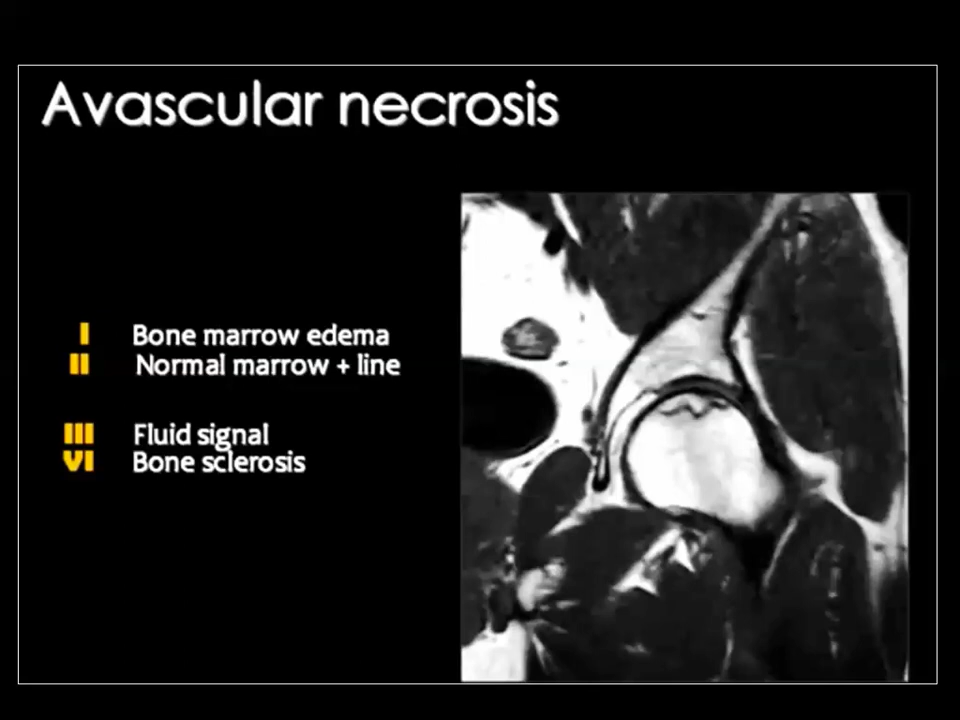 Avascular necrosis
I Bone marrow edema
II Normal marrow + line
III Fluid signal
VI Bone sclerosis